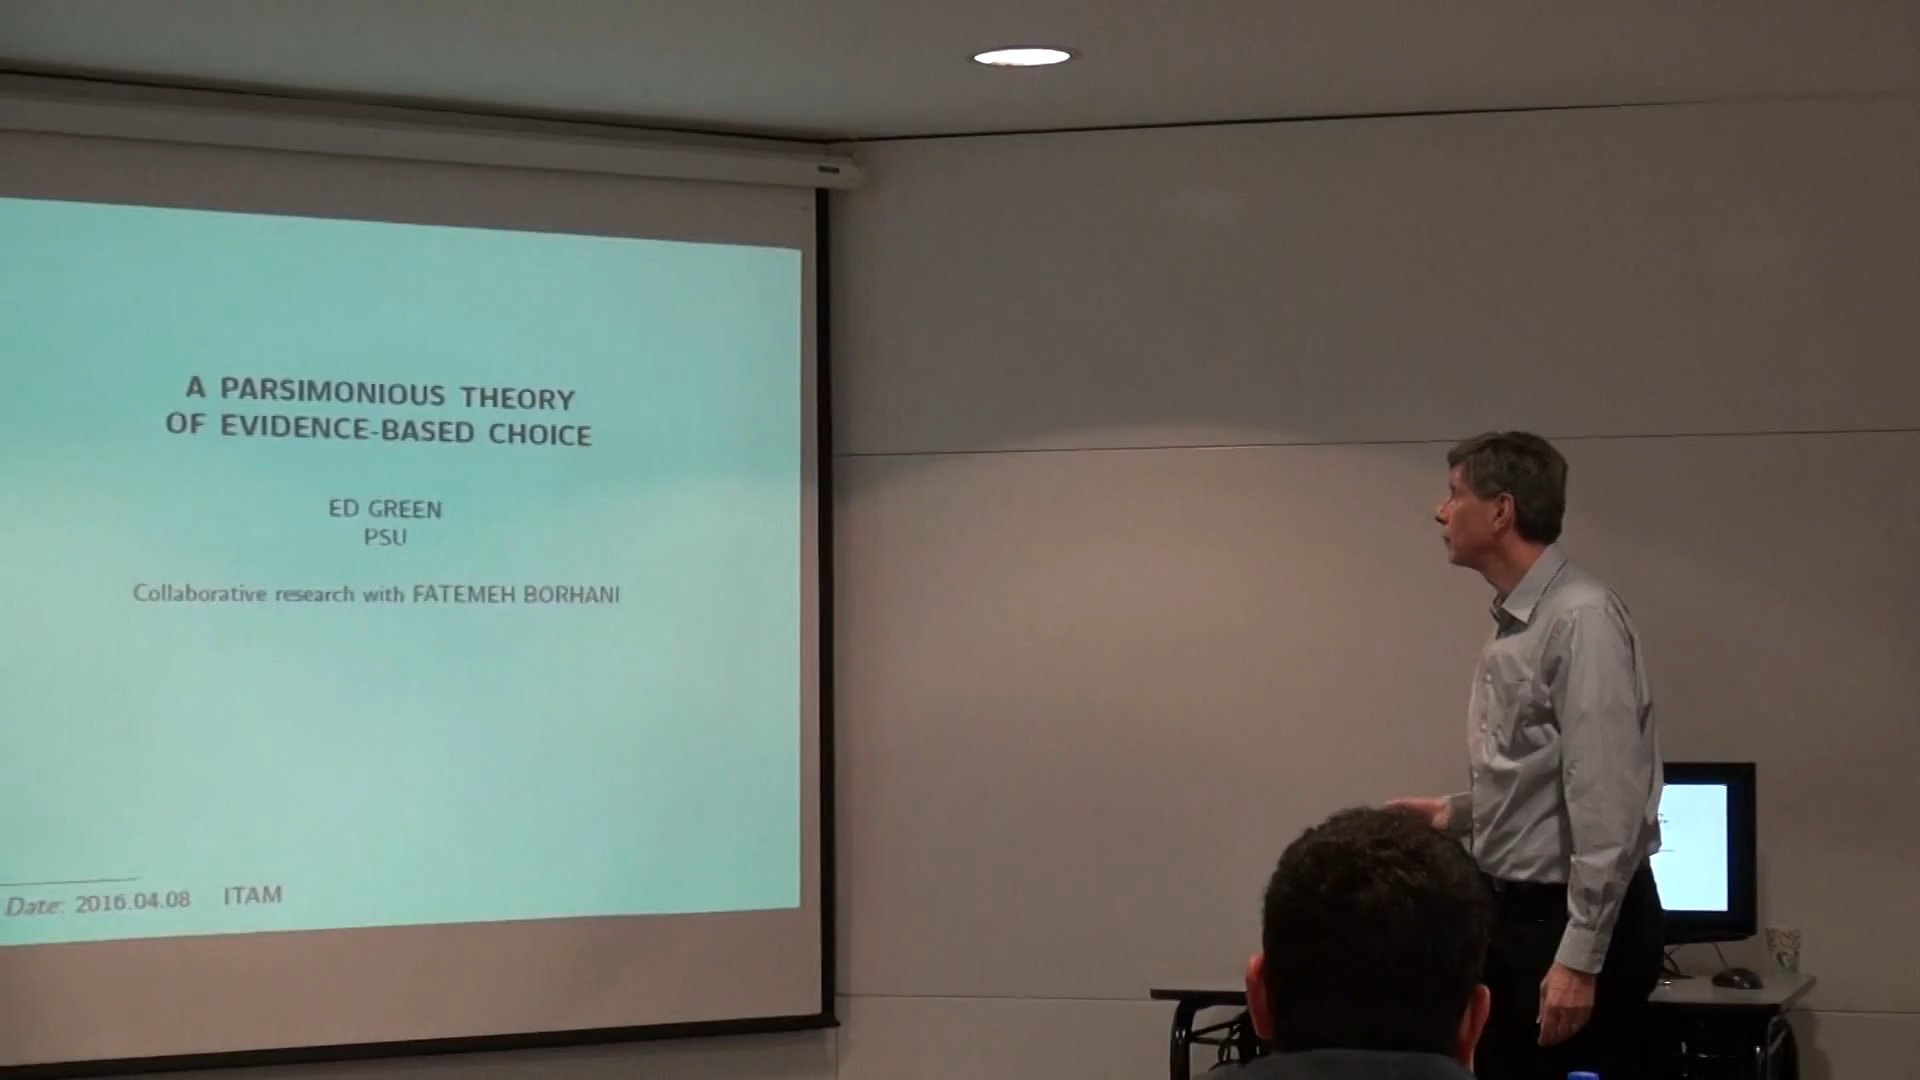 A PARSIMONIOUS THEORY
OF EVIDENCE-BASED CHOICE
ED GREEN
PSU
Collaborative research with FATEMEH BORHANI
Date: 2016.04.08 ITAM